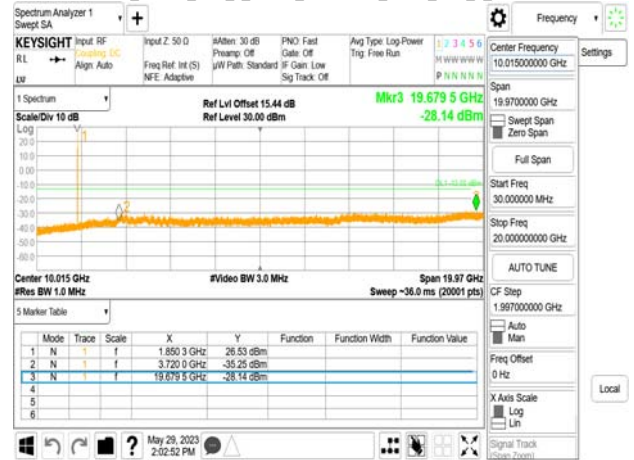 Spectrum Analyzer 1
Swept SA
+
Frequency
KEYSIGHT
RL
LV
Input: RF
Coupling: DC
Align: Auto
Input Z: 50 Ω
Freq Ref: Int (S)
NFE: Adaptive
#Atten: 30 dB
Preamp: Off
µW Path: Standard
PNO: Fast
Gate: Off
IF Gain: Low
Sig Track: Off
Avg Type: Log-Power
Trig: Free Run
1 2 3 4 5 6
M W W W W W
P N N N N N
1 Spectrum
Scale/Div 10 dB
Ref Lvl Offset 15.44 dB
Ref Level 30.00 dBm
Mkr3 19.679 5 GHz
-28.14 dBm
Log
20.0
10.0
0.00
-10.0
-20.0
-30.0
-40.0
-50.0
-60.0
1
2
Center 10.015 GHz
#Res BW 1.0 MHz
#Video BW 3.0 MHz
Span 19.97 GHz
Sweep ~36.0 ms (20001 pts)
5 Marker Table
Mode Trace Scale X Y Function Function Width Function Value
1 N 1 f 1.850 3 GHz 26.53 dBm
2 N 1 f 3.720 0 GHz -35.25 dBm
3 N 1 f 19.679 5 GHz -28.14 dBm
4
5
6
May 29, 2023
2:02:52 PM
?
Center Frequency
10.015000000 GHz
Settings
Span
19.9700000 GHz
Swept Span
Zero Span
Full Span
Start Freq
30.000000 MHz
Stop Freq
20.000000000 GHz
AUTO TUNE
CF Step
1.997000000 GHz
Auto
Man
Freq Offset
0 Hz
X Axis Scale
Log
Lin
Local
Signal Track
(Span Zoom)